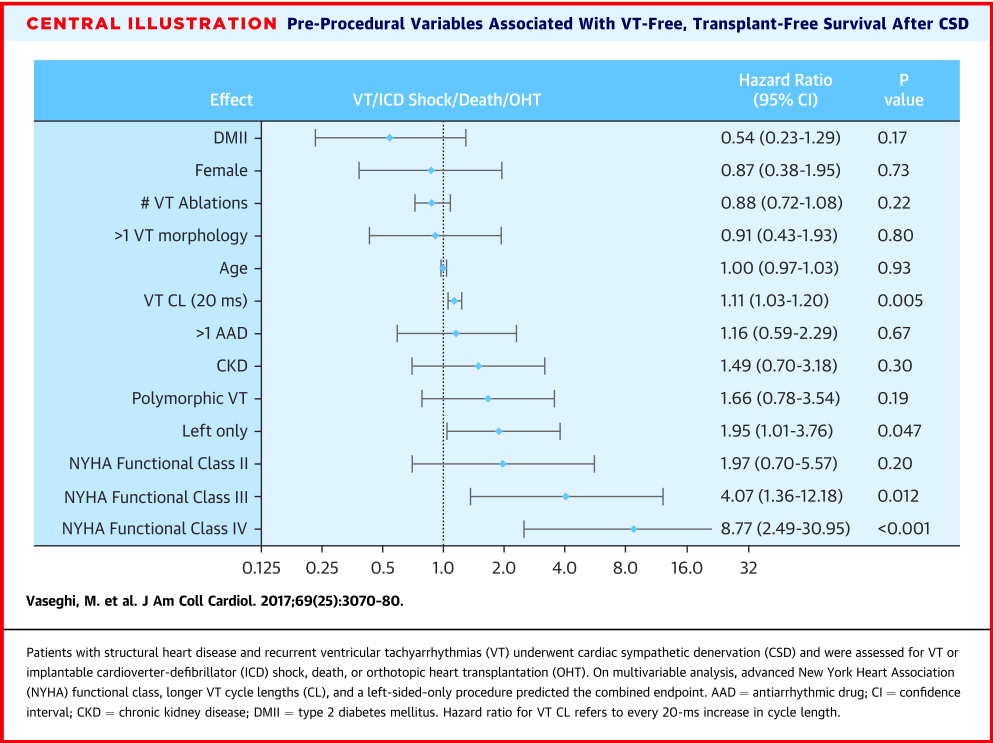 CENTRAL ILLUSTRATION Pre-Procedural Variables Associated With VT-Free, Transplant-Free Survival After CSD
Effect VT/ICD Shock/Death/OHT Hazard Ratio (95% CI) P value
DMII 0.54 (0.23-1.29) 0.17
Female 0.87 (0.38-1.95) 0.73
# VT Ablations 0.88 (0.72-1.08) 0.22
>1 VT morphology 0.91 (0.43-1.93) 0.80
Age 1.00 (0.97-1.03) 0.93
VT CL (20 ms) 1.11 (1.03-1.20) 0.005
>1 AAD 1.16 (0.59-2.29) 0.67
CKD 1.49 (0.70-3.18) 0.30
Polymorphic VT 1.66 (0.78-3.54) 0.19
Left only 1.95 (1.01-3.76) 0.047
NYHA Functional Class II 1.97 (0.70-5.57) 0.20
NYHA Functional Class III 4.07 (1.36-12.18) 0.012
NYHA Functional Class IV 8.77 (2.49-30.95) <0.001
0.125 0.25 0.5 1.0 2.0 4.0 8.0 16.0 32
Vaseghi, M. et al. J Am Coll Cardiol. 2017;69(25):3070-80.
Patients with structural heart disease and recurrent ventricular tachyarrhythmias (VT) underwent cardiac sympathetic denervation (CSD) and were assessed for VT or
implantable cardioverter-defibrillator (ICD) shock, death, or orthotopic heart transplantation (OHT). On multivariable analysis, advanced New York Heart Association
(NYHA) functional class, longer VT cycle lengths (CL), and a left-sided-only procedure predicted the combined endpoint. AAD = antiarrhythmic drug; CI = confidence
interval; CKD = chronic kidney disease; DMII = type 2 diabetes mellitus. Hazard ratio for VT CL refers to every 20-ms increase in cycle length.